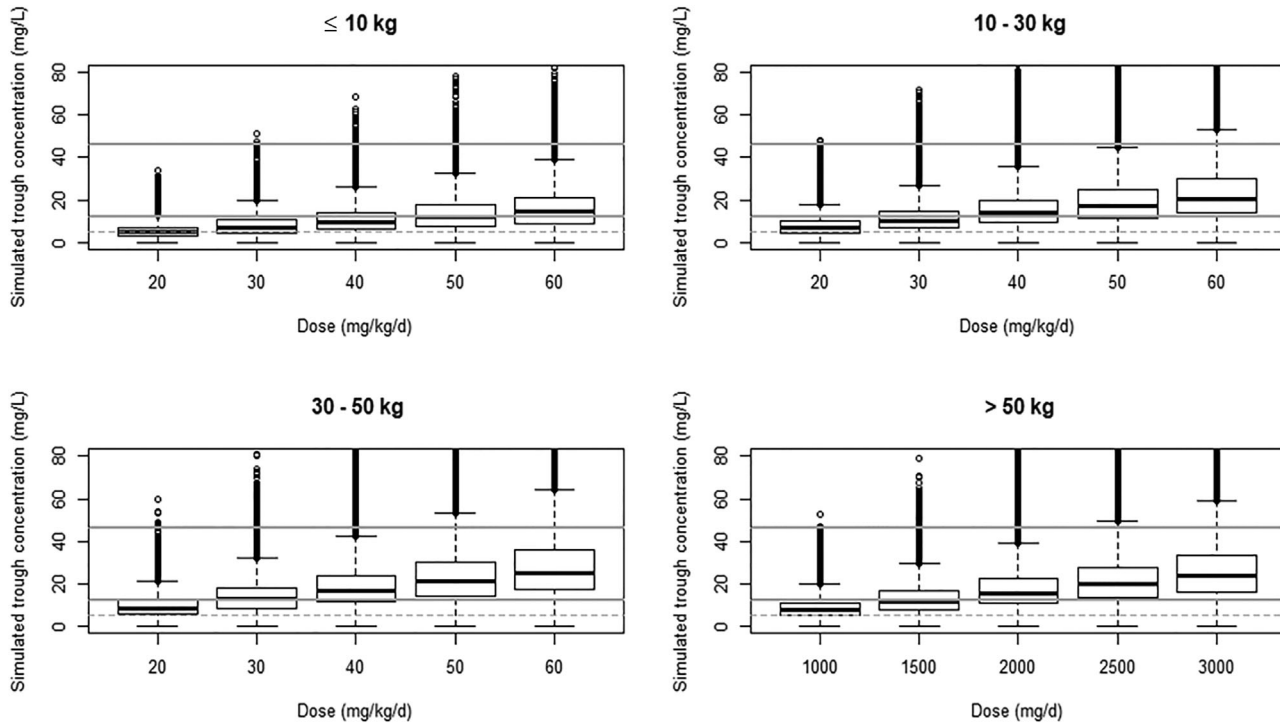 ≤ 10 kg
Simulated trough concentration (mg/L)
80
60
40
20
0
20 30 40 50 60
Dose (mg/kg/d)
10 - 30 kg
Simulated trough concentration (mg/L)
80
60
40
20
0
20 30 40 50 60
Dose (mg/kg/d)
30 - 50 kg
Simulated trough concentration (mg/L)
80
60
40
20
0
20 30 40 50 60
Dose (mg/kg/d)
> 50 kg
Simulated trough concentration (mg/L)
80
60
40
20
0
1000 1500 2000 2500 3000
Dose (mg/d)